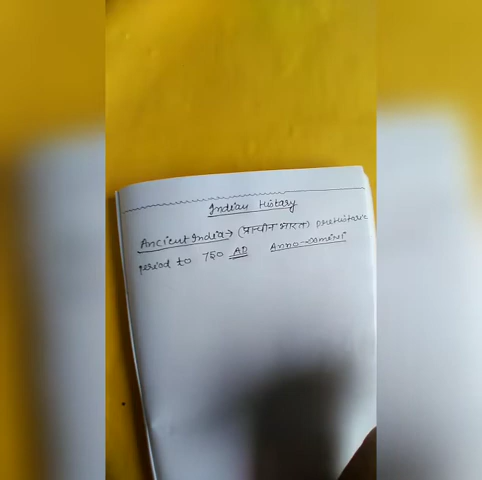 Indian History
Ancient India → (प्राचीन भारत) prehistoric
period to 750 AD Anno-domini